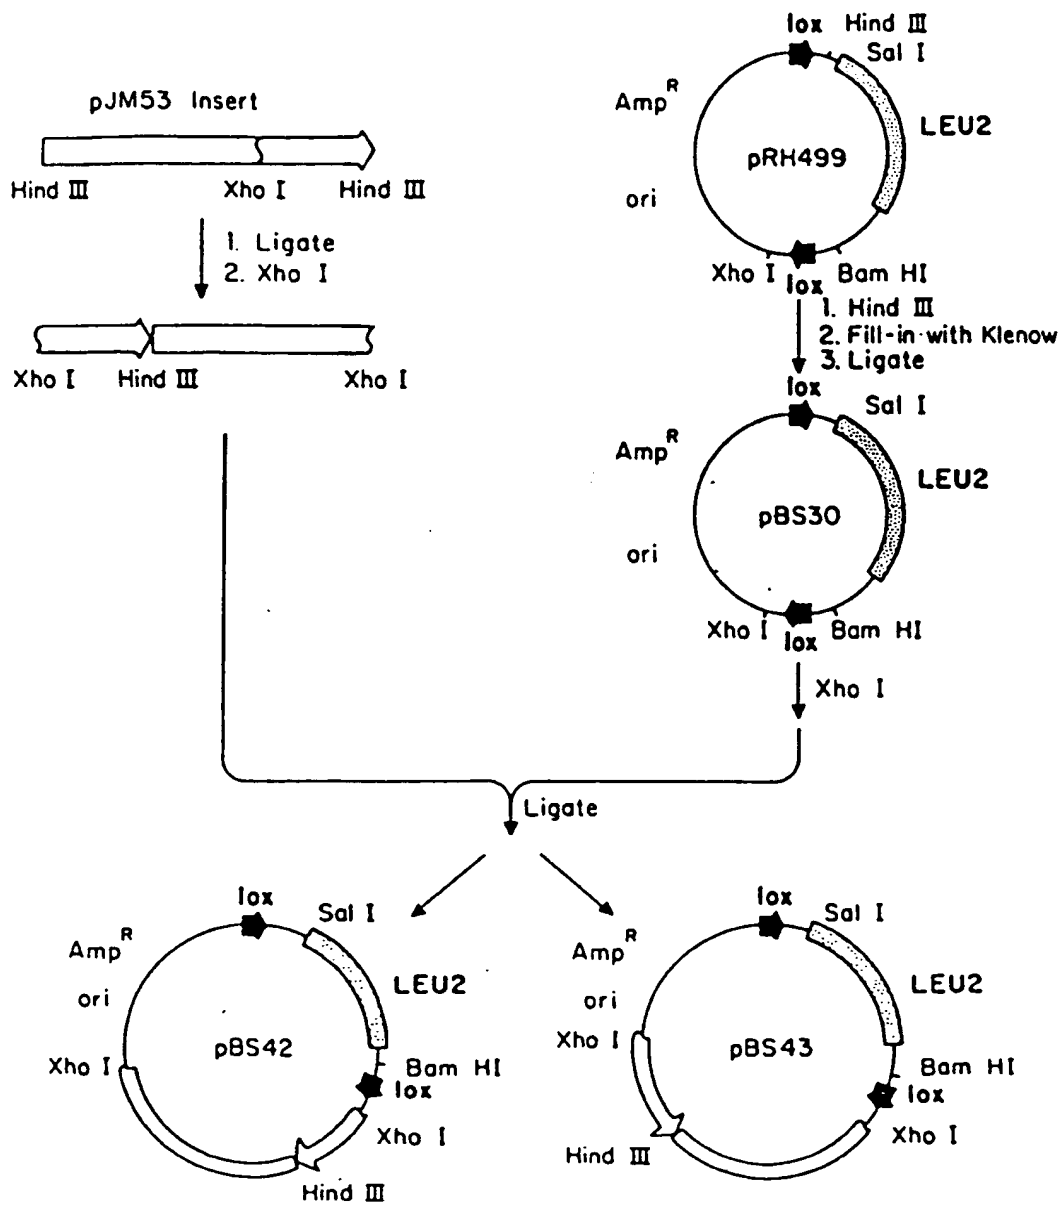 pJM53 Insert
Hind III
Xho I
Hind III
1. Ligate
2. Xho I
Xho I
Hind III
Xho I
lox
Hind III
Sal I
Amp^R
LEU2
pRH499
ori
Xho I
lox
Bam HI
1. Hind III
2. Fill-in with Klenow
3. Ligate
lox
Sal I
Amp^R
LEU2
pBS30
ori
Xho I
lox
Bam HI
Xho I
Ligate
lox
Sal I
Amp^R
LEU2
ori
pBS42
Xho I
Bam HI
lox
Xho I
Hind III
lox
Sal I
Amp^R
LEU2
ori
Xho I
pBS43
Bam HI
lox
Xho I
Hind III